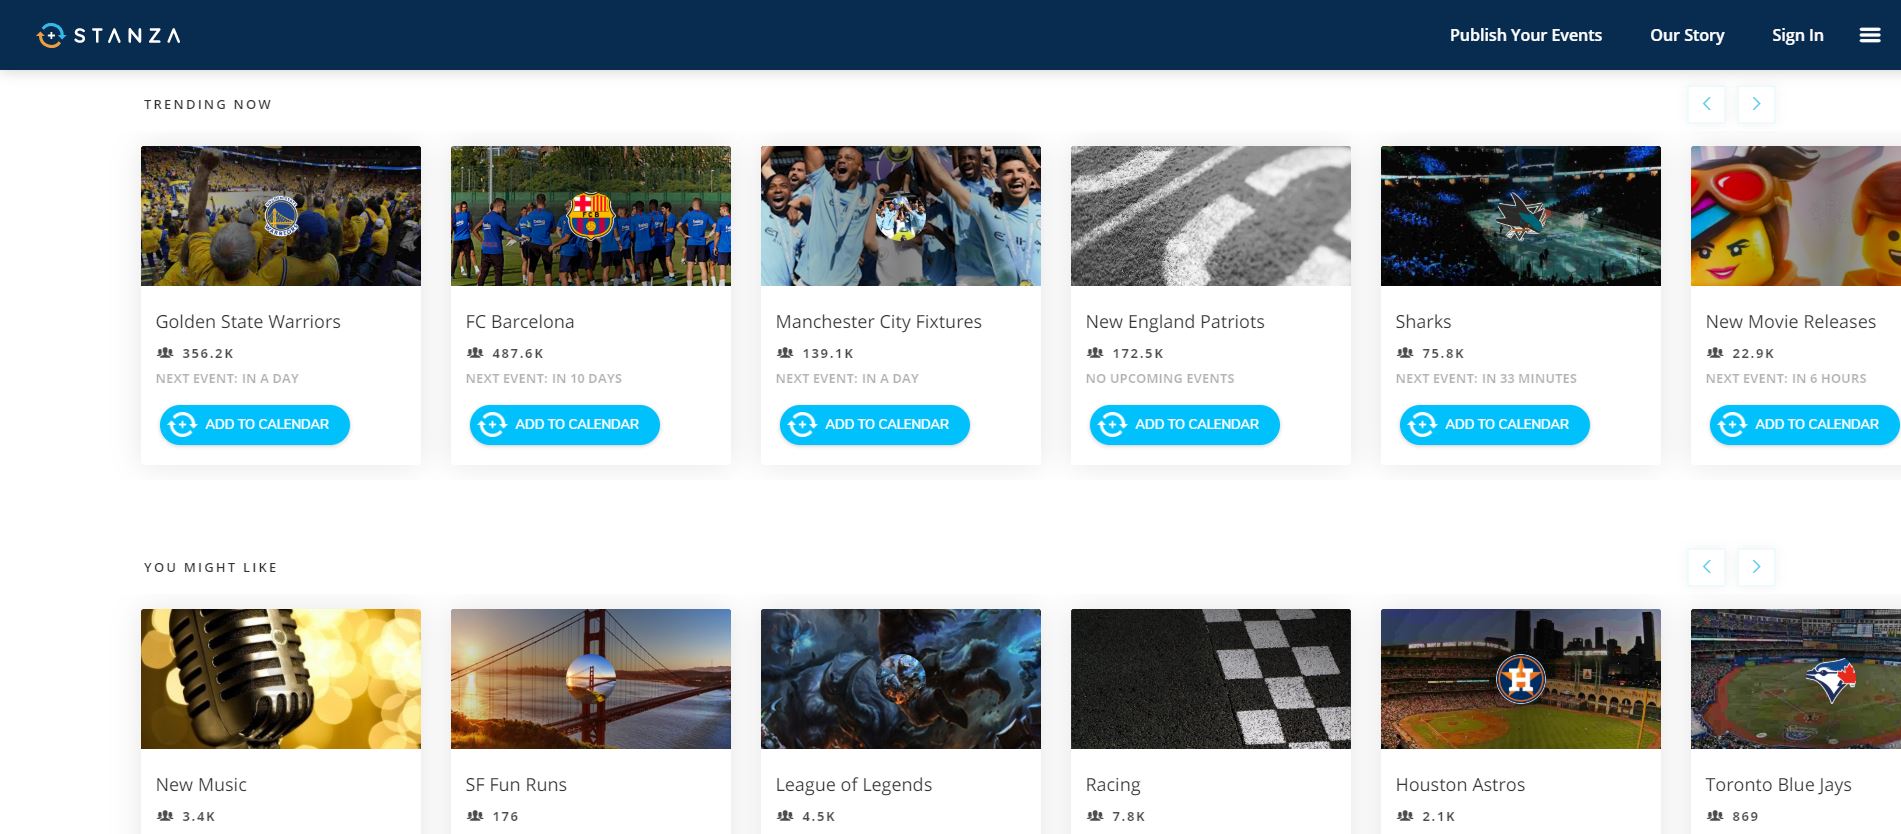 STANZA
Publish Your Events
Our Story
Sign In
TRENDING NOW
Golden State Warriors
356.2K
NEXT EVENT: IN A DAY
ADD TO CALENDAR
FC Barcelona
487.6K
NEXT EVENT: IN 10 DAYS
ADD TO CALENDAR
Manchester City Fixtures
139.1K
NEXT EVENT: IN A DAY
ADD TO CALENDAR
New England Patriots
172.5K
NO UPCOMING EVENTS
ADD TO CALENDAR
Sharks
75.8K
NEXT EVENT: IN 33 MINUTES
ADD TO CALENDAR
New Movie Releases
22.9K
NEXT EVENT: IN 6 HOURS
ADD TO CALENDAR
YOU MIGHT LIKE
New Music
3.4K
SF Fun Runs
176
League of Legends
4.5K
Racing
7.8K
H
Houston Astros
2.1K
Toronto Blue Jays
869